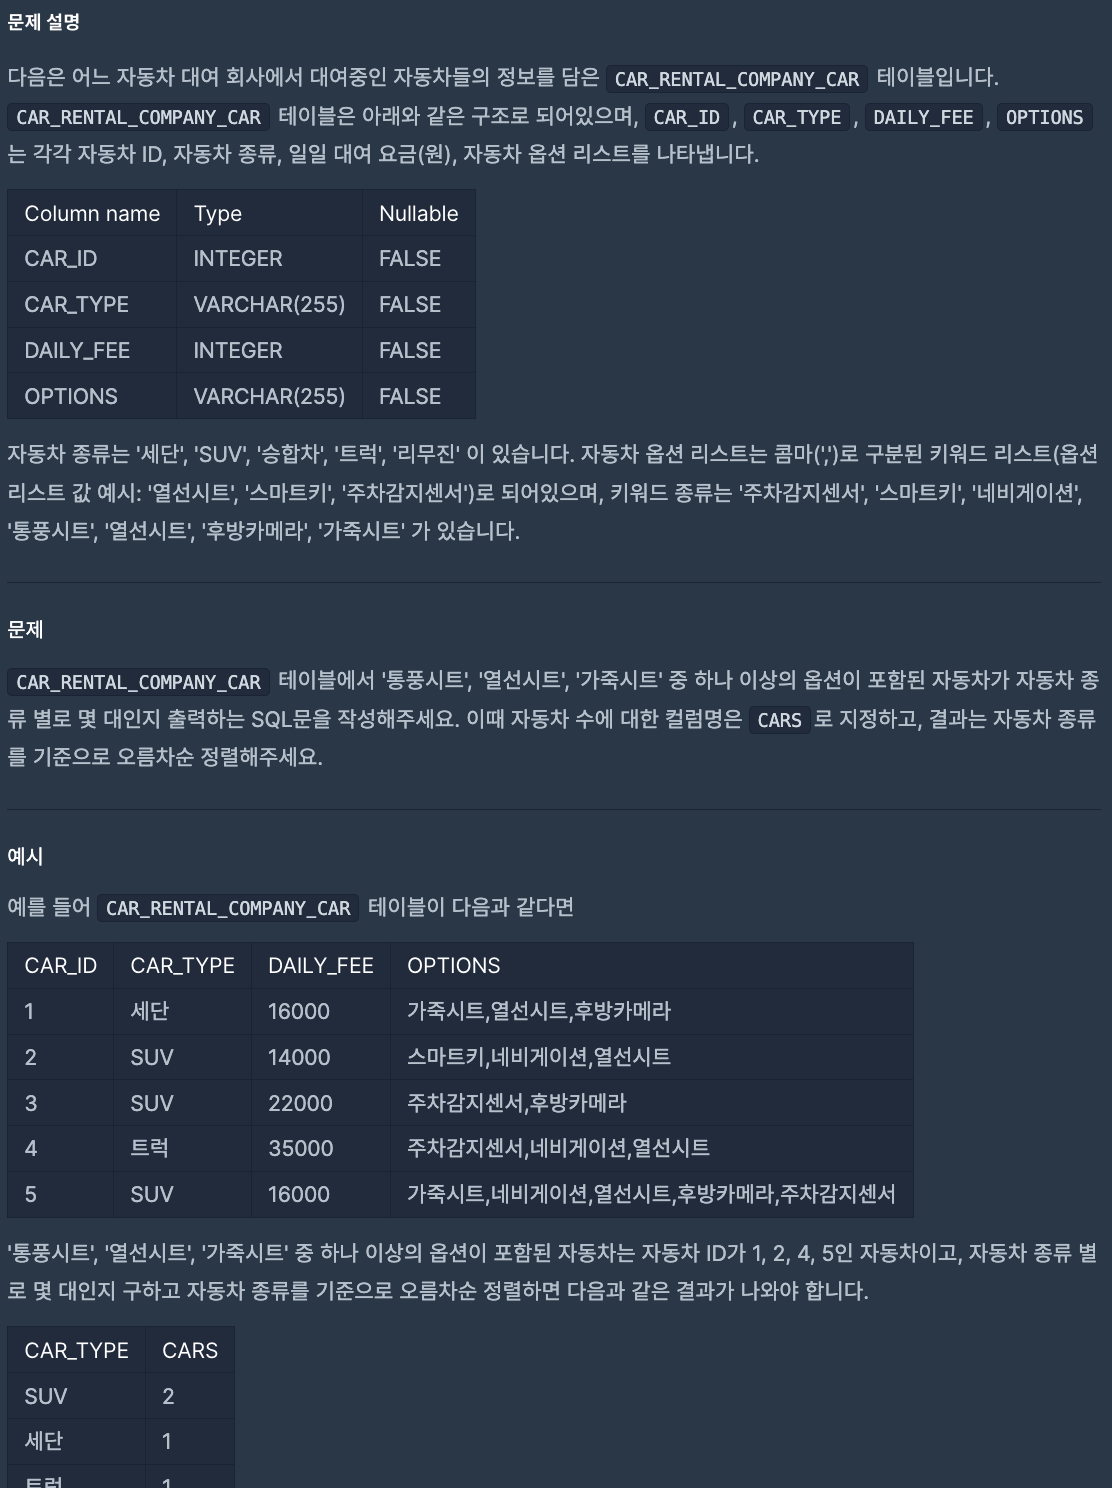 문제 설명
다음은 어느 자동차 대여 회사에서 대여중인 자동차들의 정보를 담은 CAR_RENTAL_COMPANY_CAR 테이블입니다.
CAR_RENTAL_COMPANY_CAR 테이블은 아래와 같은 구조로 되어있으며, CAR_ID, CAR_TYPE, DAILY_FEE, OPTIONS
는 각각 자동차 ID, 자동차 종류, 일일 대여 요금(원), 자동차 옵션 리스트를 나타냅니다.
Column name Type Nullable
CAR_ID INTEGER FALSE
CAR_TYPE VARCHAR(255) FALSE
DAILY_FEE INTEGER FALSE
OPTIONS VARCHAR(255) FALSE
자동차 종류는 '세단', 'SUV', '승합차', '트럭', '리무진' 이 있습니다. 자동차 옵션 리스트는 콤마(',')로 구분된 키워드 리스트(옵션
리스트 값 예시: '열선시트', '스마트키', '주차감지센서')로 되어있으며, 키워드 종류는 '주차감지센서', '스마트키', '네비게이션',
'통풍시트', '열선시트', '후방카메라', '가죽시트' 가 있습니다.
문제
CAR_RENTAL_COMPANY_CAR 테이블에서 '통풍시트', '열선시트', '가죽시트' 중 하나 이상의 옵션이 포함된 자동차가 자동차 종
류 별로 몇 대인지 출력하는 SQL문을 작성해주세요. 이때 자동차 수에 대한 컬럼명은 CARS 로 지정하고, 결과는 자동차 종류
를 기준으로 오름차순 정렬해주세요.
예시
예를 들어 CAR_RENTAL_COMPANY_CAR 테이블이 다음과 같다면
CAR_ID CAR_TYPE DAILY_FEE OPTIONS
1 세단 16000 가죽시트,열선시트,후방카메라
2 SUV 14000 스마트키,네비게이션,열선시트
3 SUV 22000 주차감지센서,후방카메라
4 트럭 35000 주차감지센서,네비게이션,열선시트
5 SUV 16000 가죽시트,네비게이션,열선시트,후방카메라,주차감지센서
'통풍시트', '열선시트', '가죽시트' 중 하나 이상의 옵션이 포함된 자동차는 자동차 ID가 1, 2, 4, 5인 자동차이고, 자동차 종류 별
로 몇 대인지 구하고 자동차 종류를 기준으로 오름차순 정렬하면 다음과 같은 결과가 나와야 합니다.
CAR_TYPE CARS
SUV 2
세단 1
트럭 1